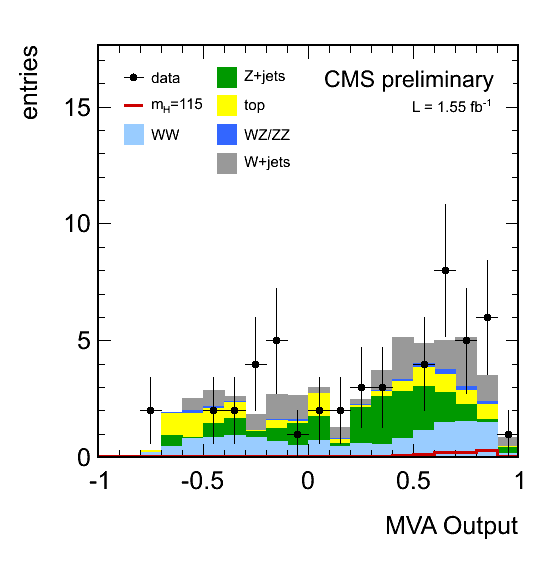 entries
data
m_H=115
WW
Z+jets
top
WZ/ZZ
W+jets
CMS preliminary
L = 1.55 fb⁻¹
15
10
5
0
-1 -0.5 0 0.5 1
MVA Output